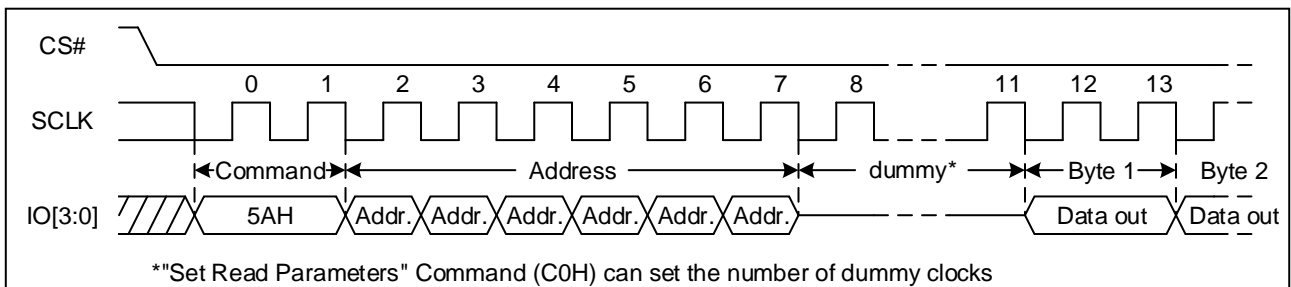 CS#
0 1 2 3 4 5 6 7 8 11 12 13
SCLK
Command Address dummy* Byte 1 Byte 2
IO[3:0] 5AH Addr. Addr. Addr. Addr. Addr. Addr. Data out Data out
*"Set Read Parameters" Command (C0H) can set the number of dummy clocks